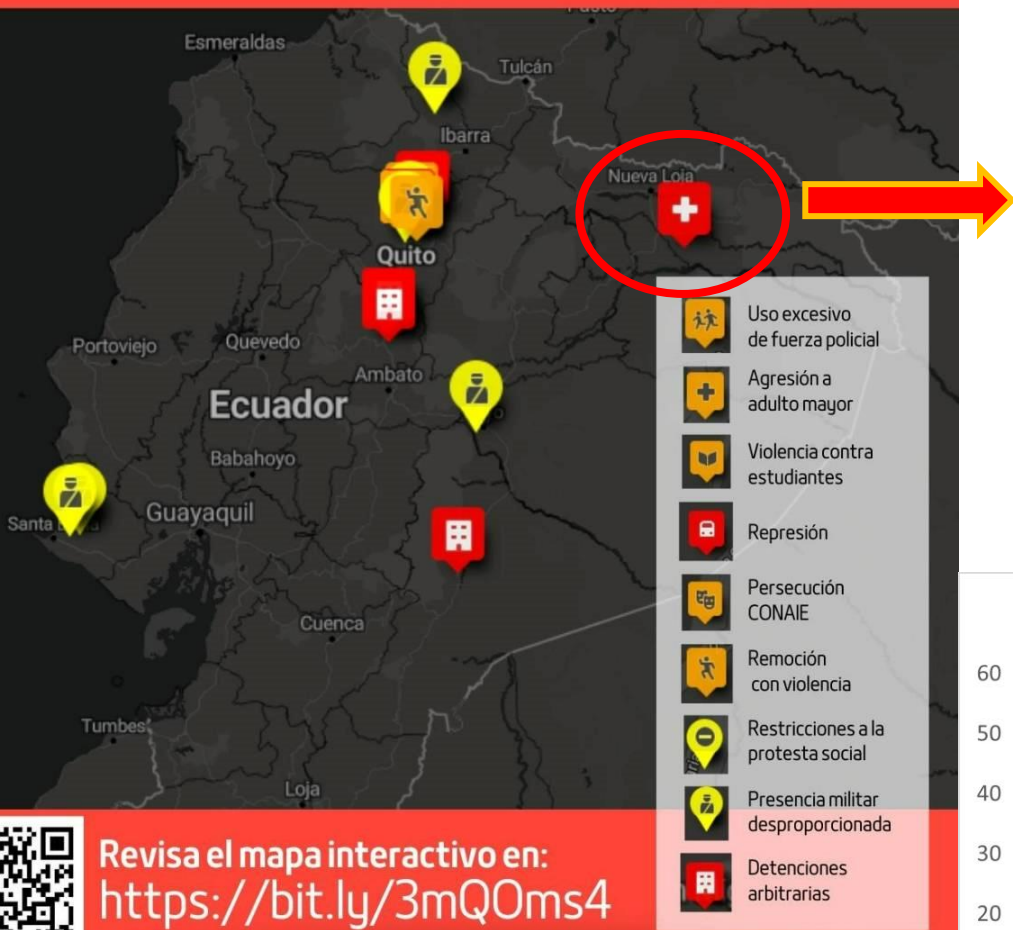 Esmeraldas
Tulcán
Ibarra
Nueva Loja
Quito
Portoviejo
Quevedo
Ambato
Ecuador
Babahoyo
Santa
Guayaquil
Cuenca
Tumbes
Loja
Uso excesivo
de fuerza policial
Agresión a
adulto mayor
Violencia contra
estudiantes
Represión
Persecución
CONAIE
Remoción
con violencia
Restricciones a la
protesta social
Presencia militar
desproporcionada
Detenciones
arbitrarias
Revisa el mapa interactivo en:
https://bit.ly/3mQOms4
60
50
40
30
20